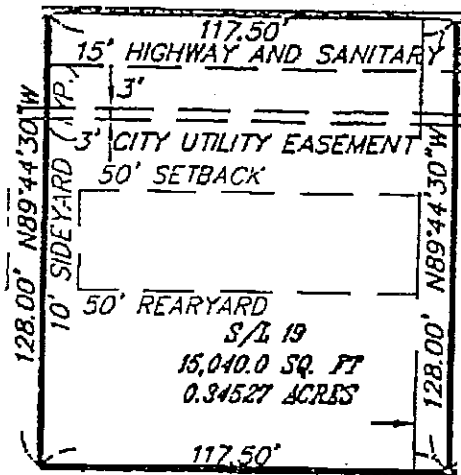 117.50'
15' HIGHWAY AND SANITARY
3'
3' CITY UTILITY EASEMENT
50' SETBACK
128.00' N89°44'30"W
10' SIDEYARD (TYP.)
50' REARYARD
S/L 19
15,040.0 SQ. FT
0.34527 ACRES
128.00' N89°44'30"W
117.50'